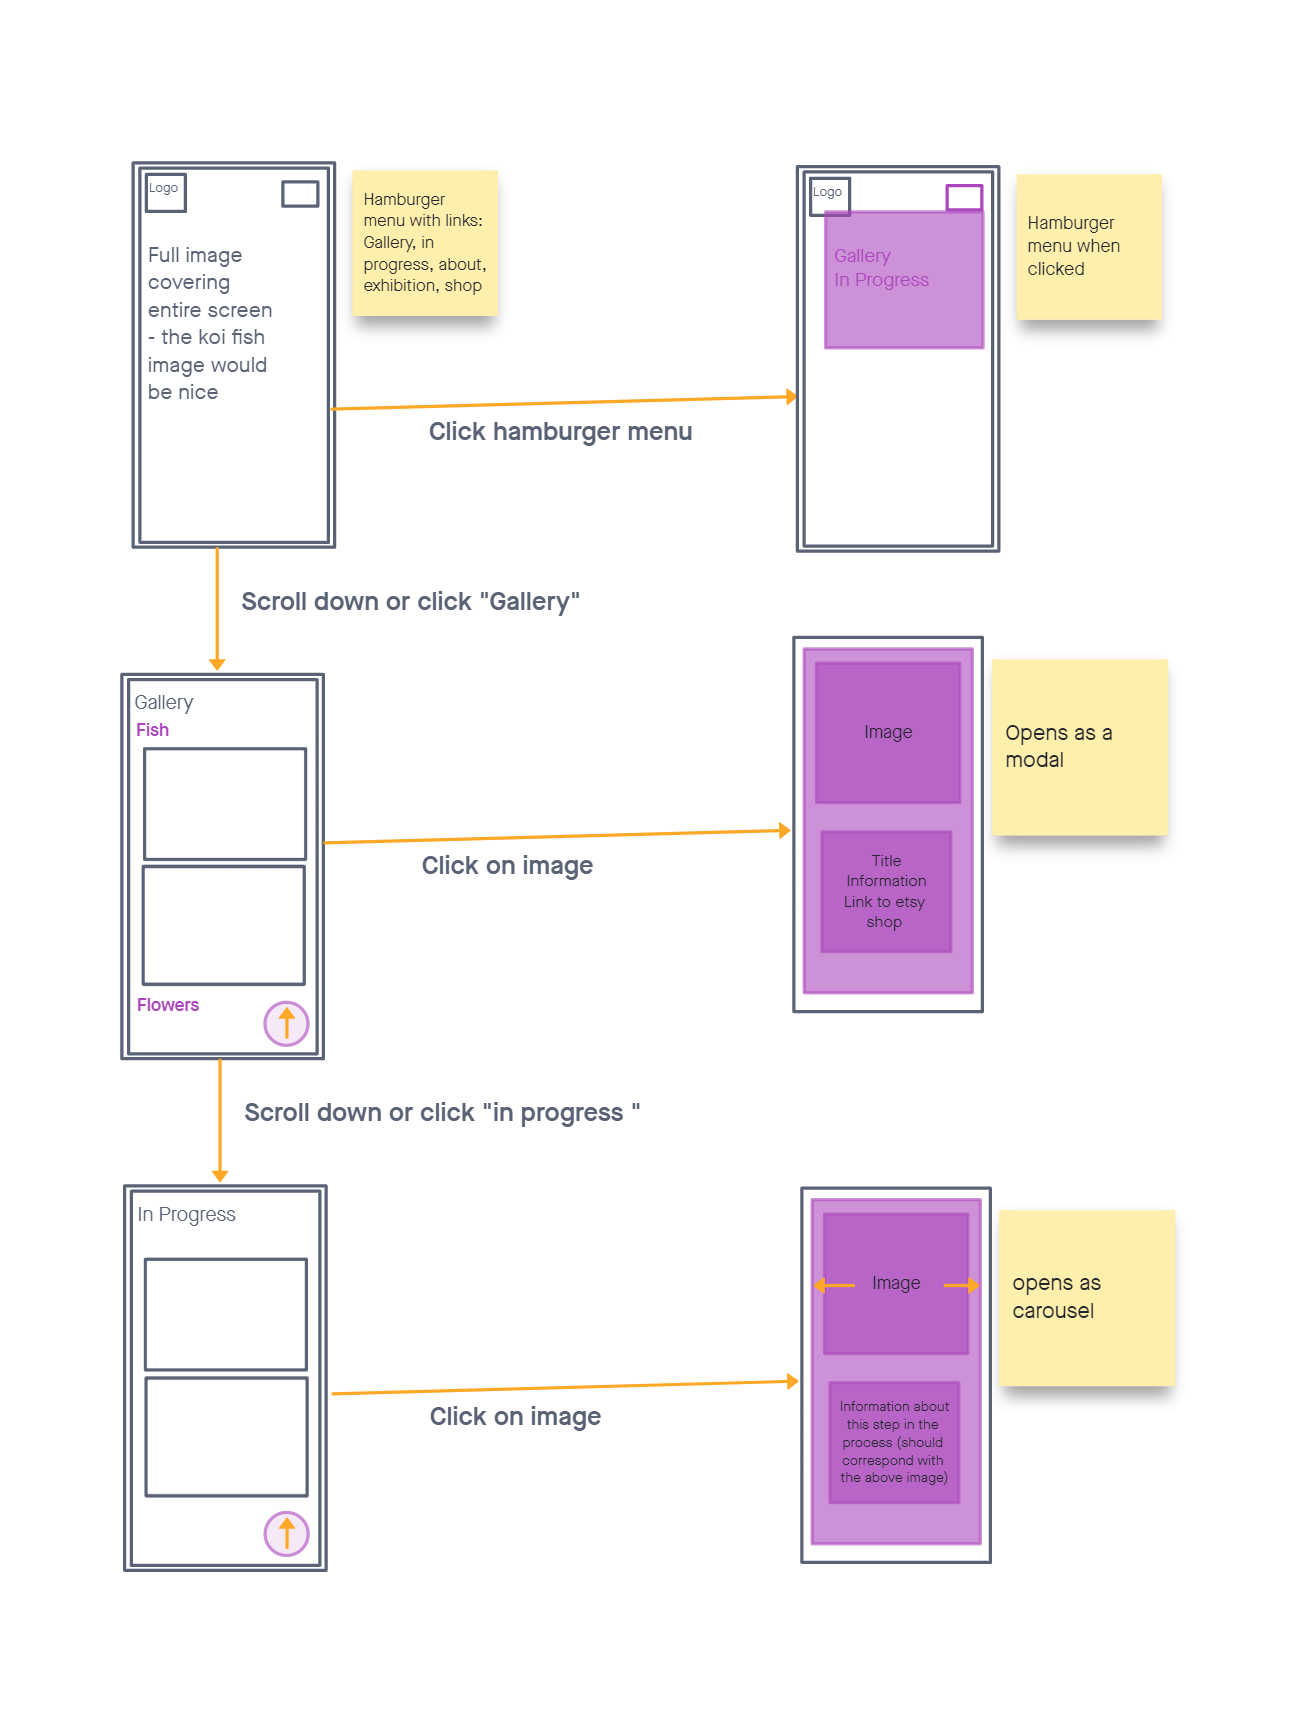 Logo
Full image
covering
entire screen
- the koi fish
image would
be nice
Hamburger
menu with links:
Gallery, in
progress, about,
exhibition, shop
Click hamburger menu
Logo
Gallery
In Progress
Hamburger
menu when
clicked
Scroll down or click "Gallery"
Gallery
Fish
Flowers
Click on image
Image
Title
Information
Link to etsy
shop
Opens as a
modal
Scroll down or click "in progress "
In Progress
Click on image
Image
Information about
this step in the
process (should
correspond with
the above image)
opens as
carousel